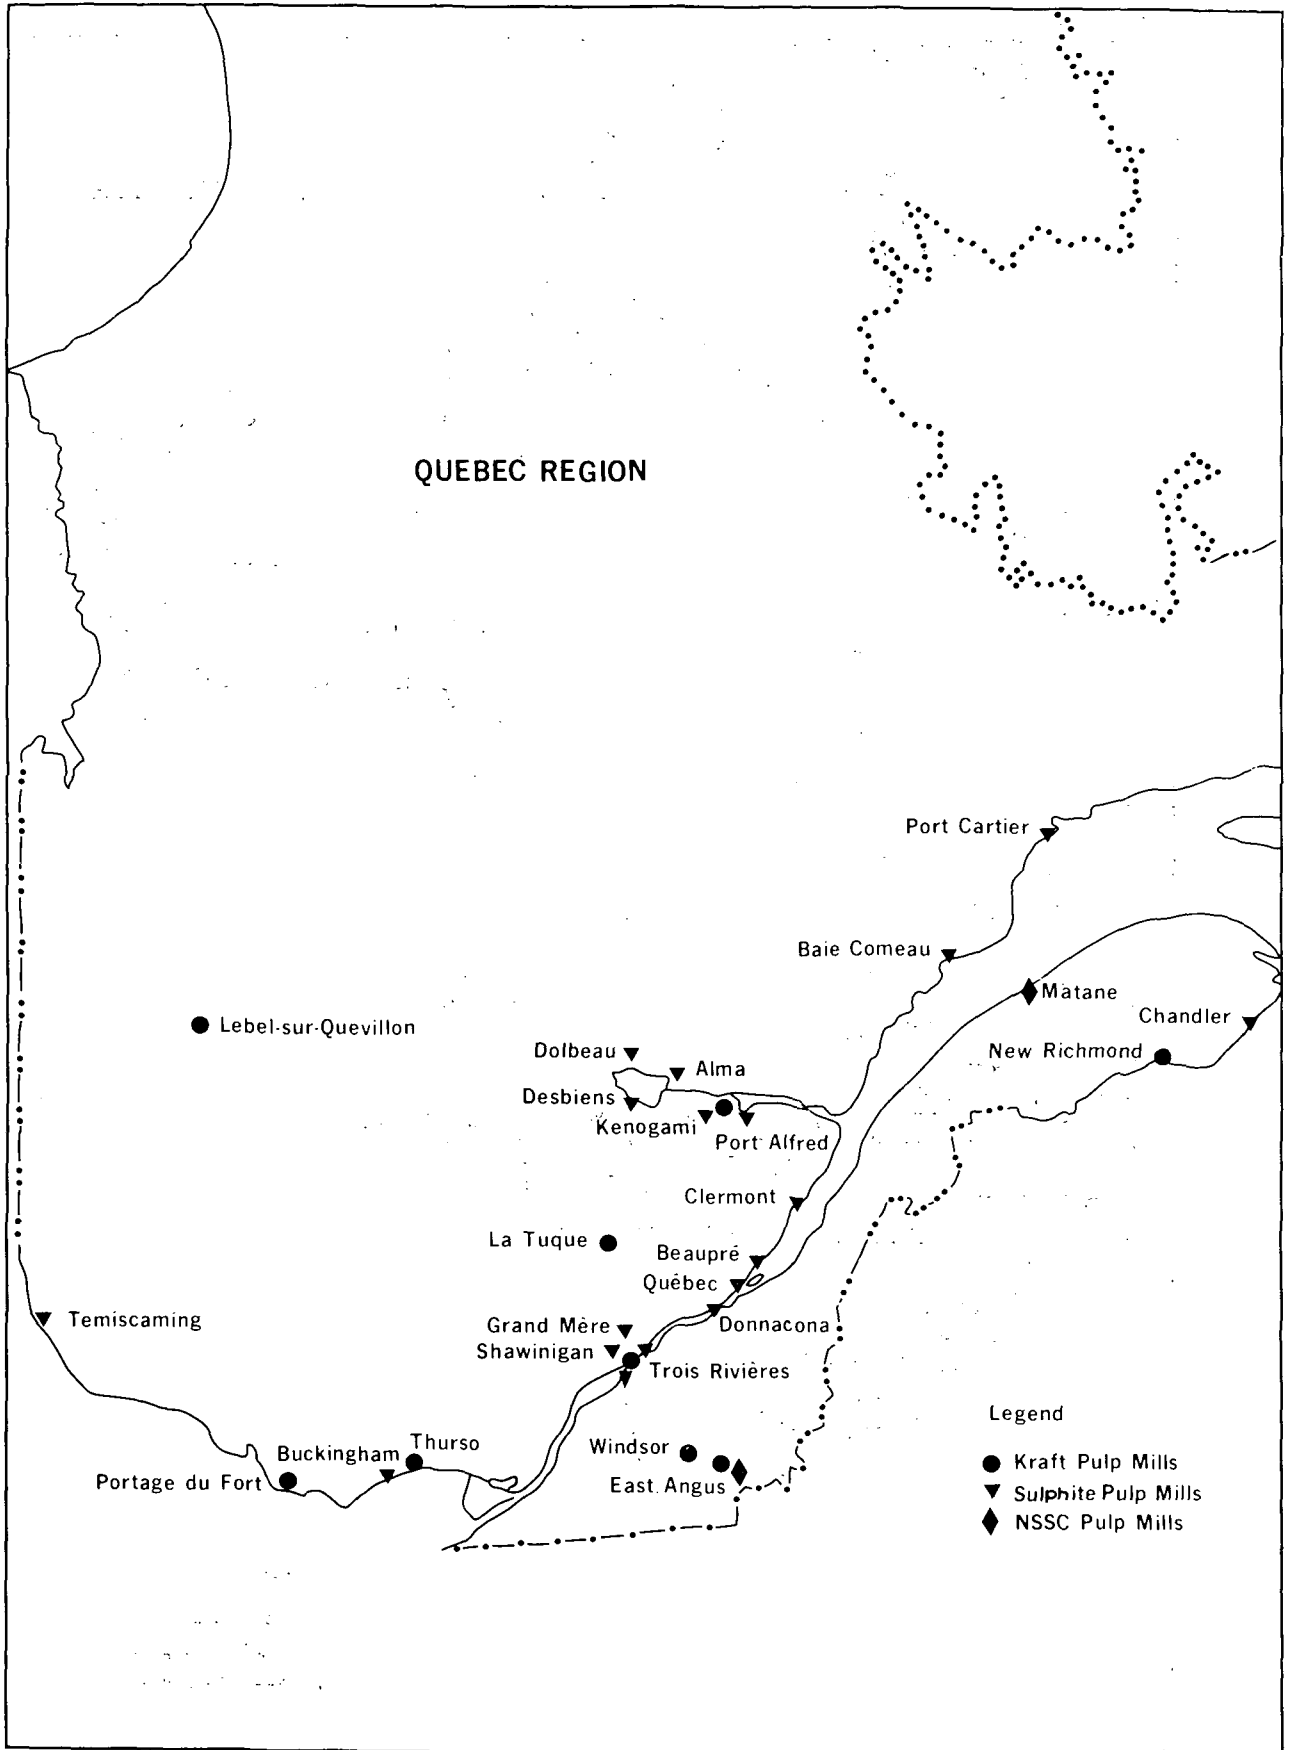 QUEBEC REGION
Port Cartier
Baie Comeau
Matane
Chandler
Lebel-sur-Quevillon
New Richmond
Dolbeau
Alma
Desbiens
Kenogami
Port Alfred
Clermont
La Tuque
Beaupré
Québec
Temiscaming
Grand Mère
Donnacona
Shawinigan
Trois Rivières
Legend
Thurso
Windsor
Buckingham
Kraft Pulp Mills
Portage du Fort
East Angus
Sulphite Pulp Mills
NSSC Pulp Mills